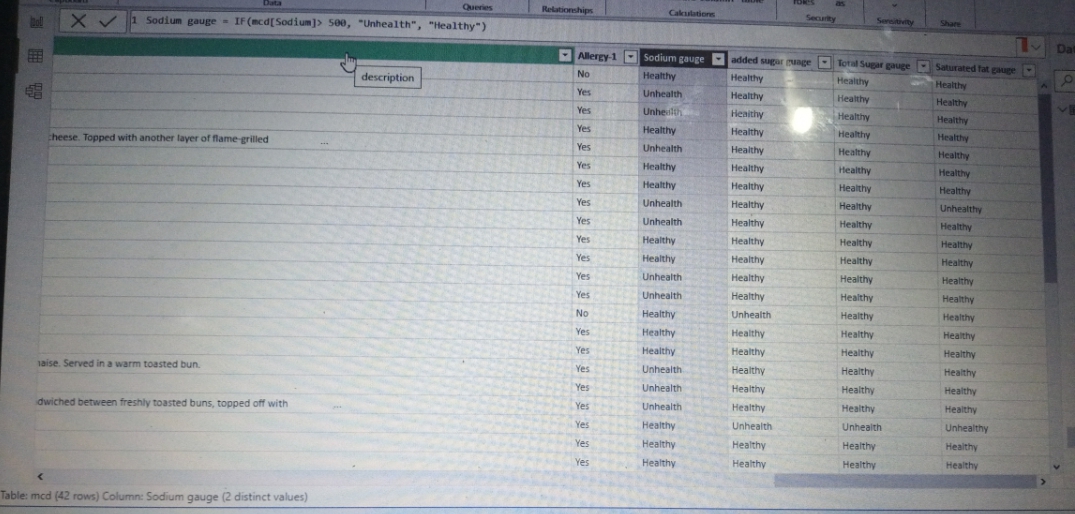 Data
Queries
Relationships
Calculations
Security
Sensitivity
Share
1 Sodium gauge = IF(mcd[Sodium]> 500, "Unhealth", "Healthy")
Allergy-1 Sodium gauge added sugar guage Total Sugar gauge Saturated fat gauge
description
No Healthy Healthy Healthy Healthy
Yes Unhealth Healthy Healthy Healthy
Yes Unhealth Healthy Healthy Healthy
Yes Healthy Healthy Healthy Healthy
cheese. Topped with another layer of flame-grilled ... Yes Unhealth Healthy Healthy Healthy
Yes Healthy Healthy Healthy Healthy
Yes Healthy Healthy Healthy Healthy
Yes Unhealth Healthy Healthy Unhealthy
Yes Unhealth Healthy Healthy Healthy
Yes Healthy Healthy Healthy Healthy
Yes Healthy Healthy Healthy Healthy
Yes Unhealth Healthy Healthy Healthy
Yes Unhealth Healthy Healthy Healthy
No Healthy Unhealth Healthy Healthy
Yes Healthy Healthy Healthy Healthy
Yes Healthy Healthy Healthy Healthy
naise. Served in a warm toasted bun. Yes Unhealth Healthy Healthy Healthy
Yes Unhealth Healthy Healthy Healthy
dwiched between freshly toasted buns, topped off with ... Yes Unhealth Healthy Healthy Healthy
Yes Healthy Unhealth Unhealth Unhealthy
Yes Healthy Healthy Healthy Healthy
Yes Healthy Healthy Healthy Healthy
Table: mcd (42 rows) Column: Sodium gauge (2 distinct values)